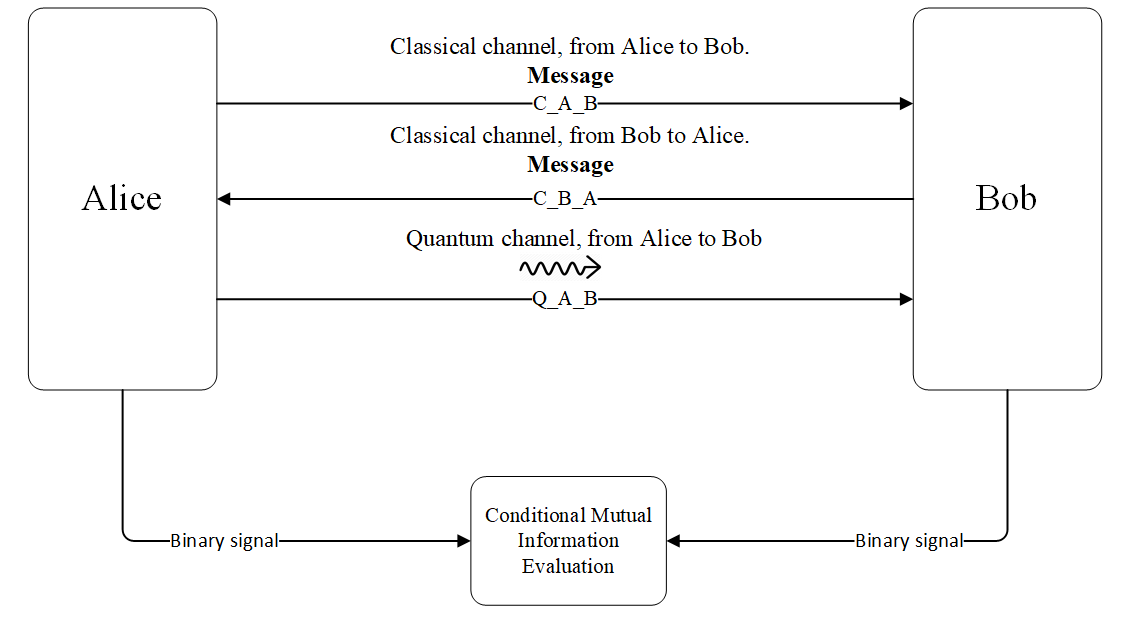 Classical channel, from Alice to Bob.
Message
C_A_B
Classical channel, from Bob to Alice.
Message
Alice
C_B_A
Bob
Quantum channel, from Alice to Bob
Q_A_B
Conditional Mutual
Information
Evaluation
Binary signal
Binary signal